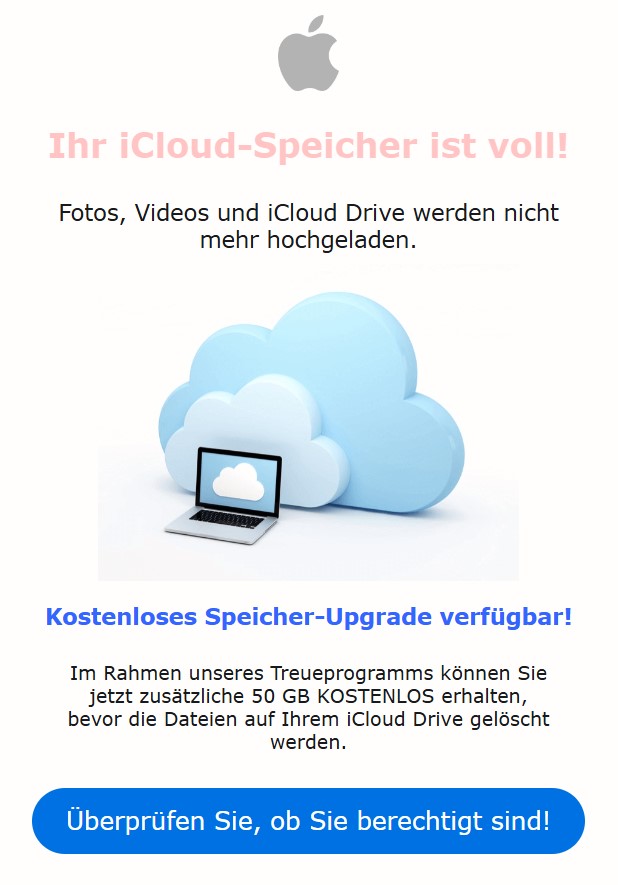 Ihr iCloud-Speicher ist voll!
Fotos, Videos und iCloud Drive werden nicht
mehr hochgeladen.
Kostenloses Speicher-Upgrade verfügbar!
Im Rahmen unseres Treueprogramms können Sie
jetzt zusätzliche 50 GB KOSTENLOS erhalten,
bevor die Dateien auf Ihrem iCloud Drive gelöscht
werden.
Überprüfen Sie, ob Sie berechtigt sind!